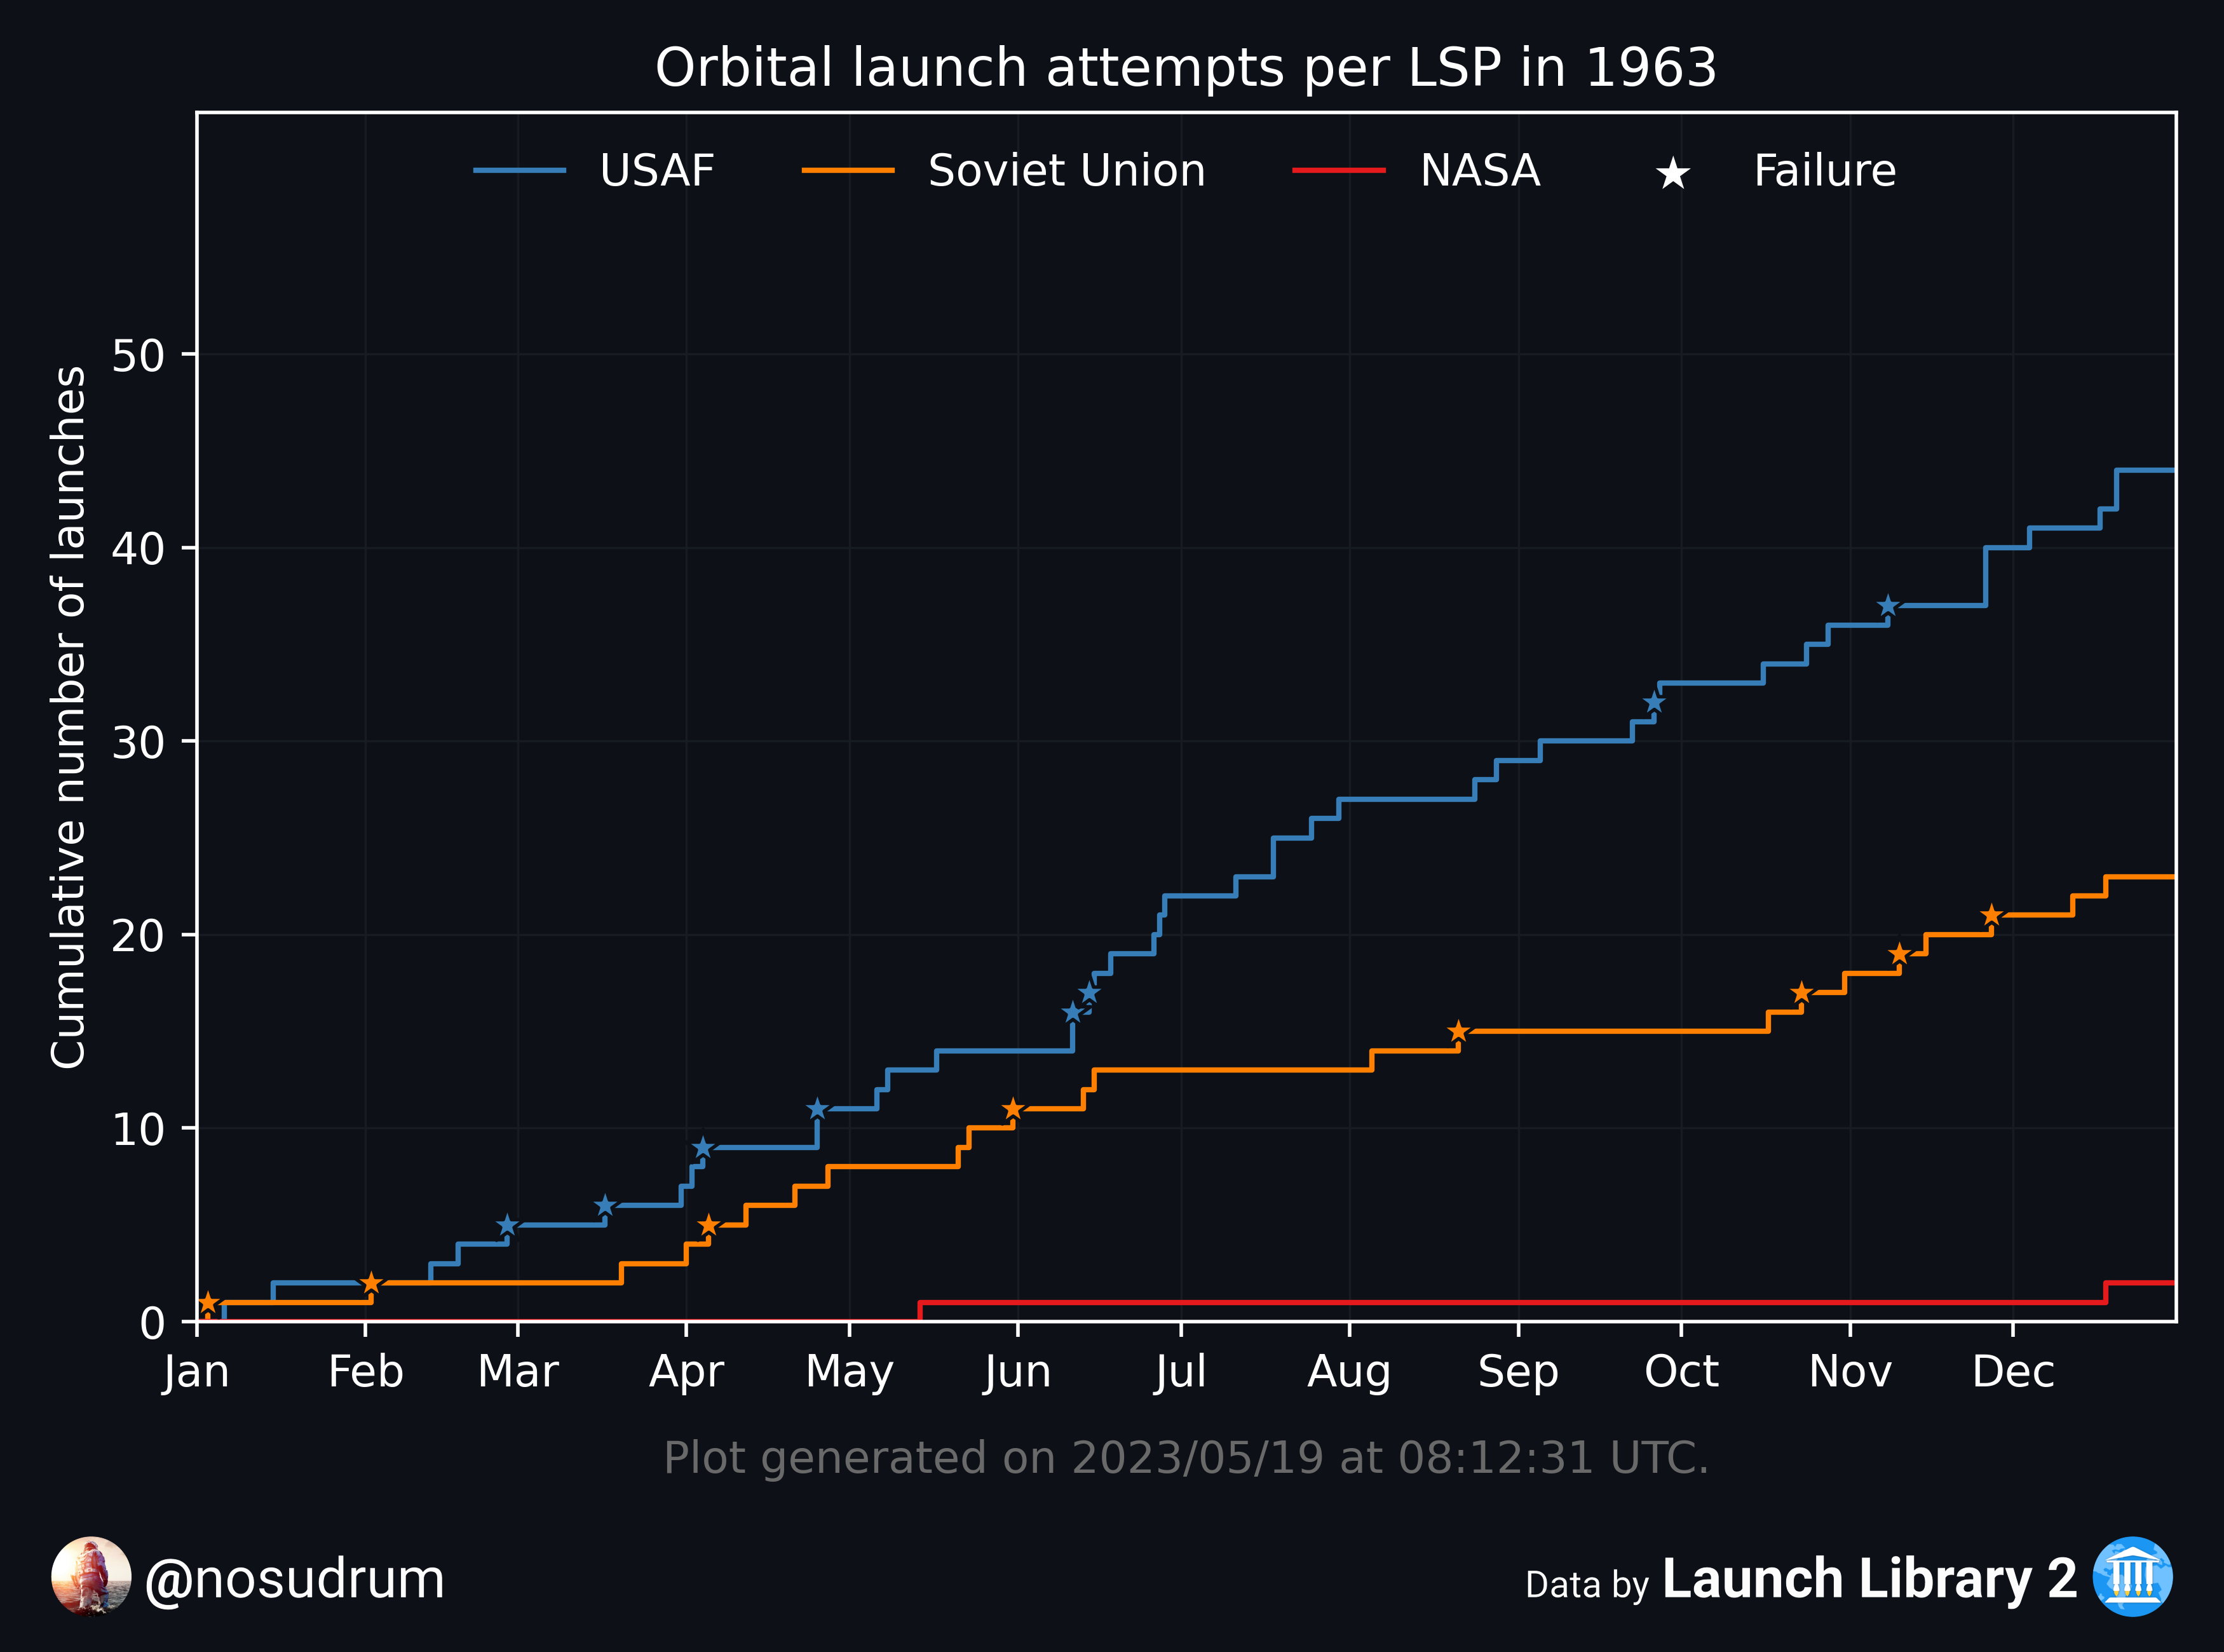 Orbital launch attempts per LSP in 1963
USAF Soviet Union NASA Failure
Cumulative number of launches
50
40
30
20
10
0
Jan Feb Mar Apr May Jun Jul Aug Sep Oct Nov Dec
Plot generated on 2023/05/19 at 08:12:31 UTC.
@nosudrum
Data by Launch Library 2